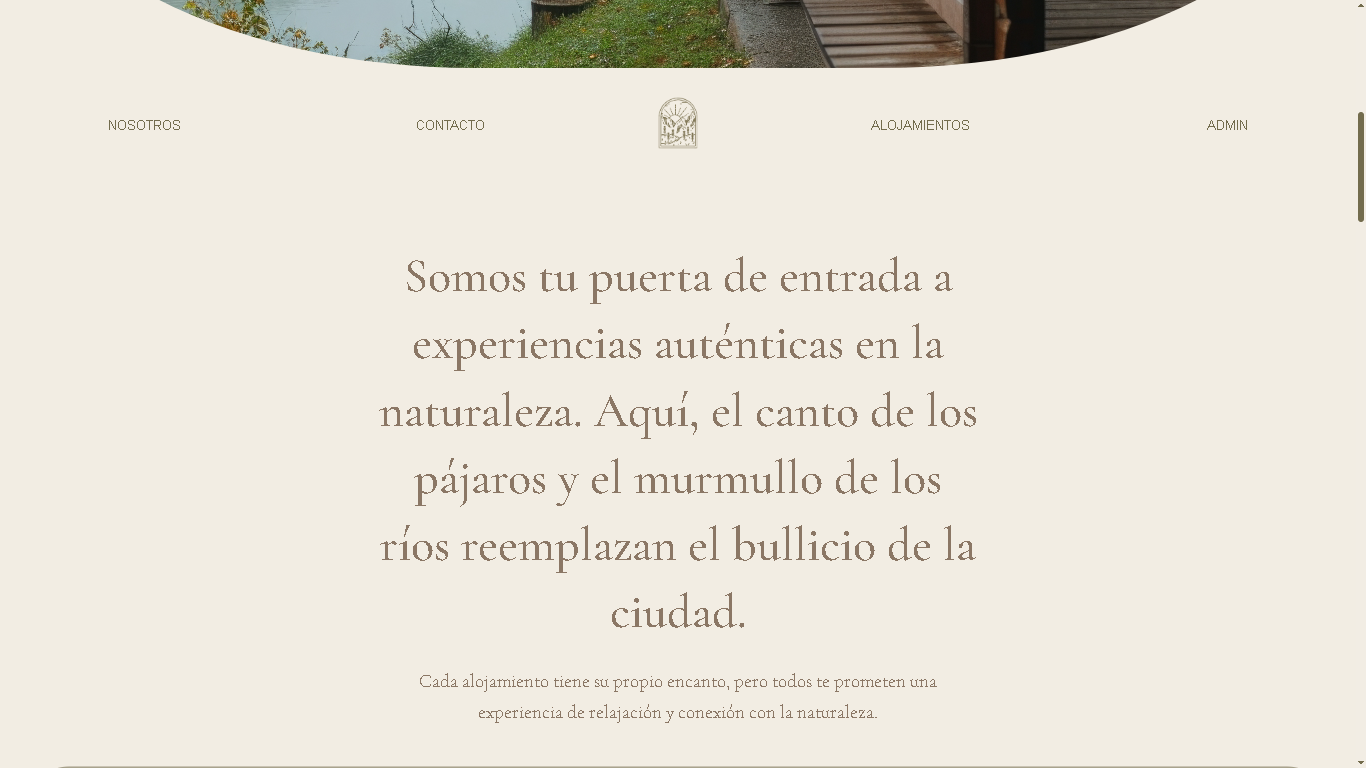 NOSOTROS CONTACTO ALOJAMIENTOS ADMIN
Somos tu puerta de entrada a
experiencias auténticas en la
naturaleza. Aquí, el canto de los
pájaros y el murmullo de los
ríos reemplazan el bullicio de la
ciudad.
Cada alojamiento tiene su propio encanto, pero todos te prometen una
experiencia de relajación y conexión con la naturaleza.